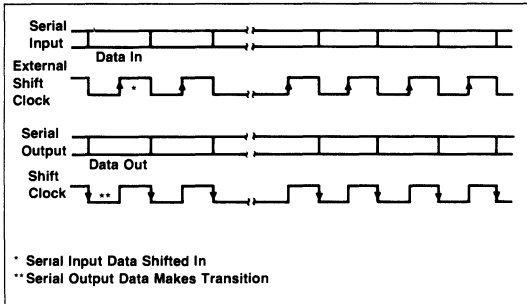 Serial
Input
Data In
External
Shift
Clock
*
Serial
Output
Data Out
Shift
Clock
**
* Serial Input Data Shifted In
** Serial Output Data Makes Transition